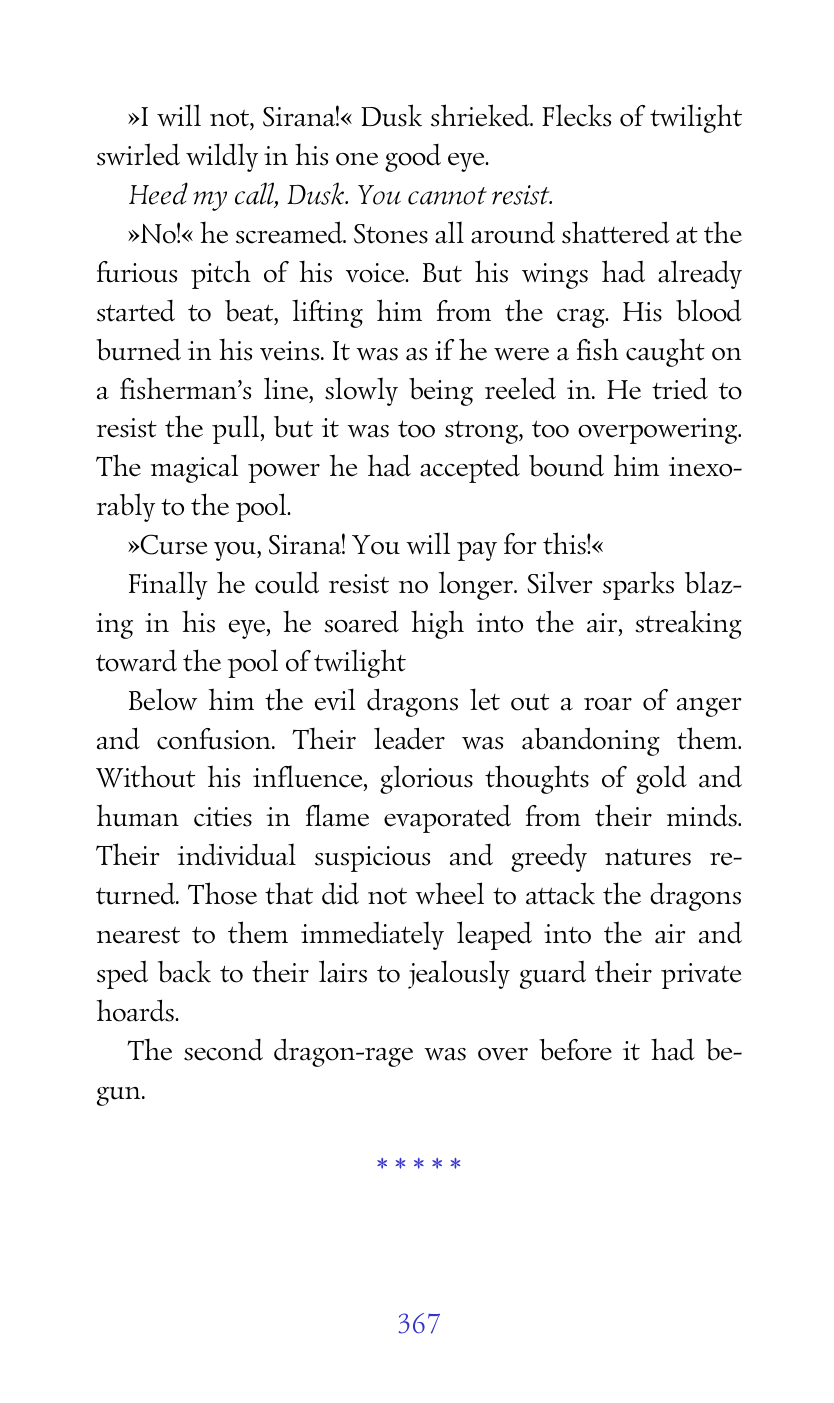 »I will not, Sirana!« Dusk shrieked. Flecks of twilight
swirled wildly in his one good eye.
Heed my call, Dusk. You cannot resist.
»No!« he screamed. Stones all around shattered at the
furious pitch of his voice. But his wings had already
started to beat, lifting him from the crag. His blood
burned in his veins. It was as if he were a fish caught on
a fisherman’s line, slowly being reeled in. He tried to
resist the pull, but it was too strong, too overpowering.
The magical power he had accepted bound him inexo-
rably to the pool.
»Curse you, Sirana! You will pay for this!«
Finally he could resist no longer. Silver sparks blaz-
ing in his eye, he soared high into the air, streaking
toward the pool of twilight
Below him the evil dragons let out a roar of anger
and confusion. Their leader was abandoning them.
Without his influence, glorious thoughts of gold and
human cities in flame evaporated from their minds.
Their individual suspicious and greedy natures re-
turned. Those that did not wheel to attack the dragons
nearest to them immediately leaped into the air and
sped back to their lairs to jealously guard their private
hoards.
The second dragon-rage was over before it had be-
gun.
* * * * *
367